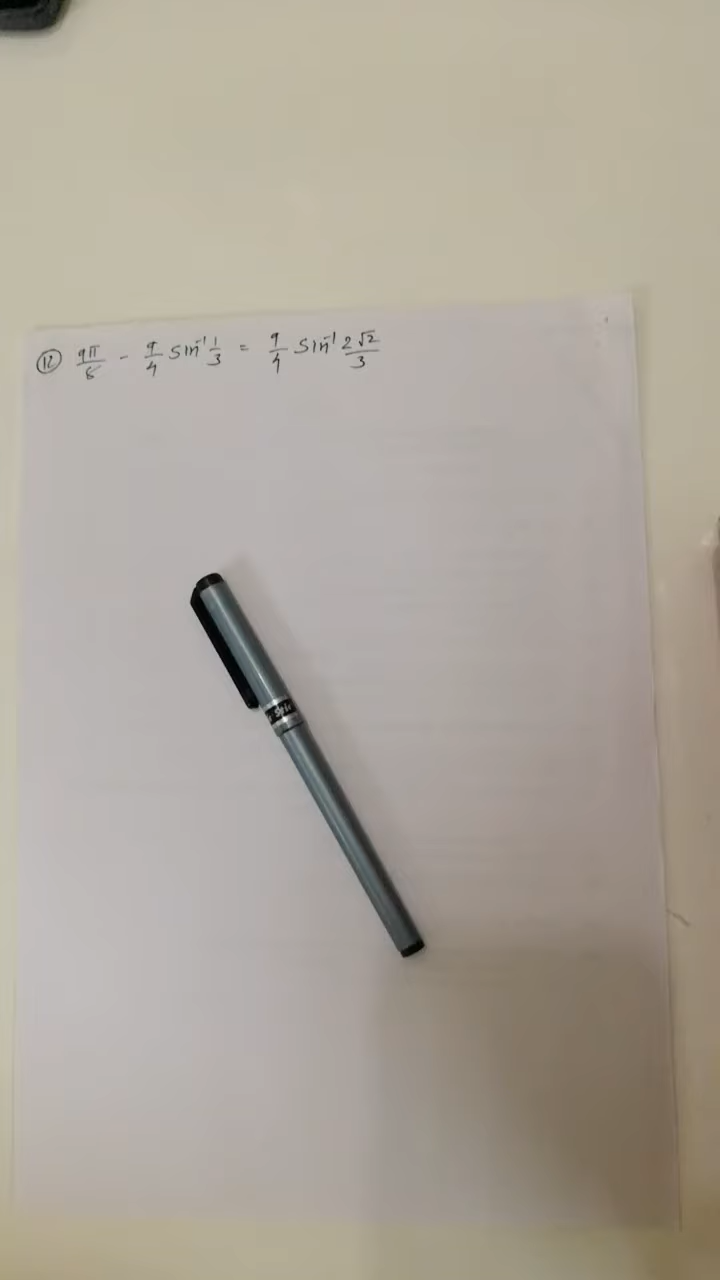 ⑫ 9π/8 - 9/4 sin⁻¹ 1/3 = 9/4 sin⁻¹ 2√2/3